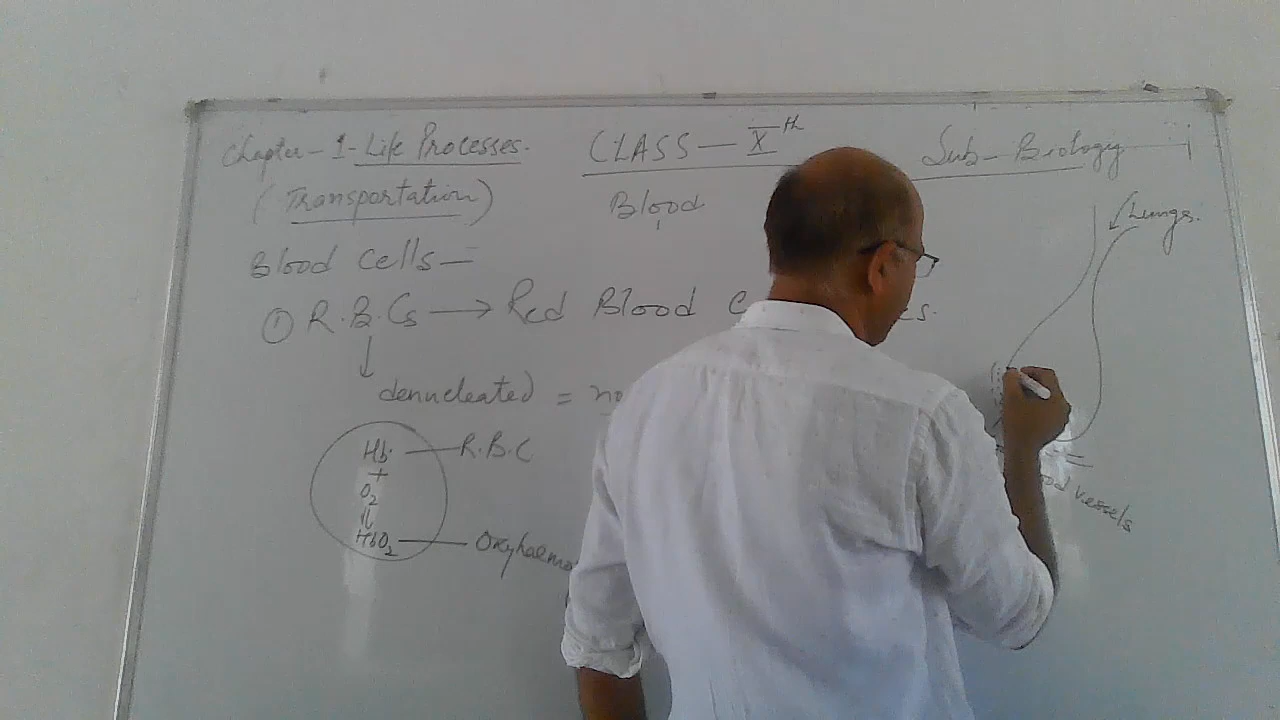 Chapter - 1 - Life Processes. CLASS - Xth Sub - Biology
(Transportation) Blood
Lungs.
Blood Cells =
① R.B.Cs → Red Blood C
denucleated = no
Hb. — R.B.C
+
O2
=
HbO2 — Oxyhaemo
vessels